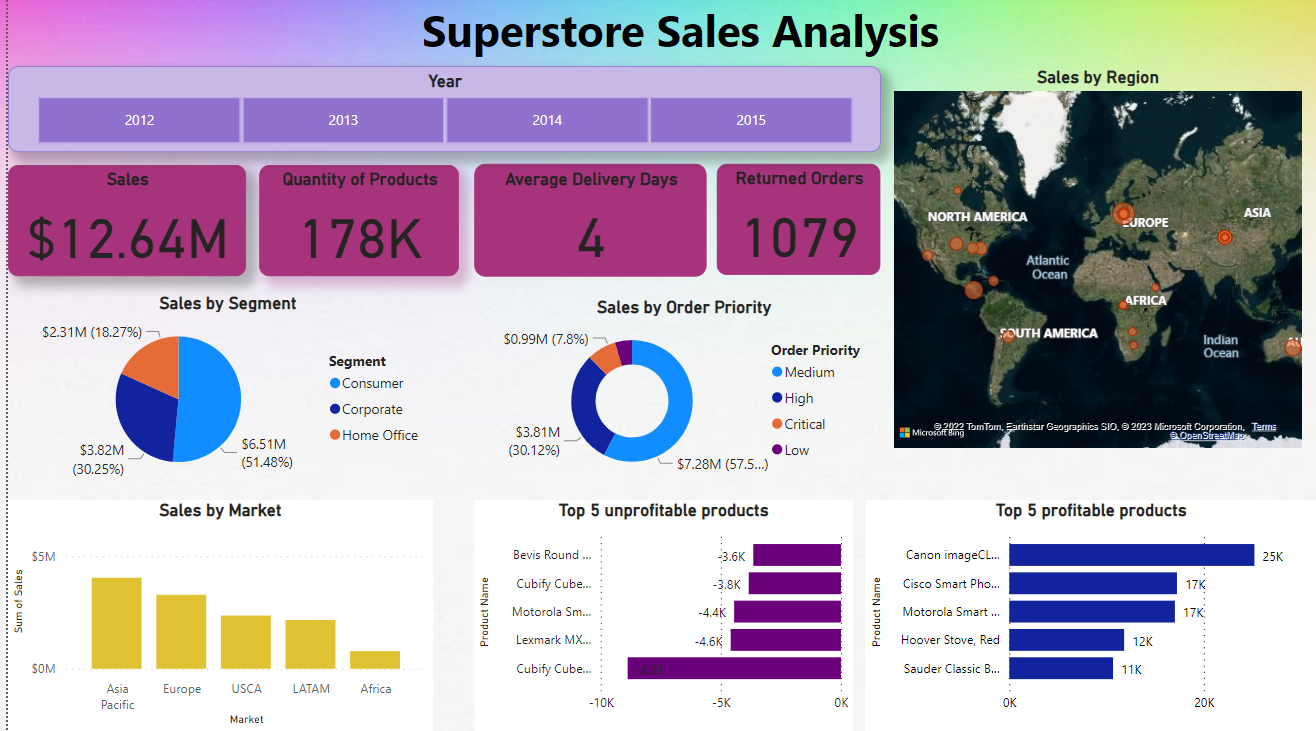 Superstore Sales Analysis
Year
2012 2013 2014 2015
Sales
$12.64M
Quantity of Products
178K
Average Delivery Days
4
Returned Orders
1079
Sales by Region
NORTH AMERICA
EUROPE
ASIA
Atlantic
Ocean
AFRICA
SOUTH AMERICA
Indian
Ocean
AU
Microsoft Bing
© 2022 TomTom, Earthstar Geographics SIO, © 2023 Microsoft Corporation, Terms
© OpenStreetMap
Sales by Segment
$2.31M (18.27%)
$3.82M
(30.25%)
$6.51M
(51.48%)
Segment
Consumer
Corporate
Home Office
Sales by Order Priority
$0.99M (7.8%)
$3.81M
(30.12%)
$7.28M (57.5...)
Order Priority
Medium
High
Critical
Low
Sales by Market
Sum of Sales
$5M
$0M
Asia
Pacific
Europe
USCA
LATAM
Africa
Market
Top 5 unprofitable products
Product Name
Bevis Round ... -3.6K
Cubify Cube... -3.8K
Motorola Sm... -4.4K
Lexmark MX... -4.6K
Cubify Cube...
-10K -5K 0K
Top 5 profitable products
Product Name
Canon imageCL... 25K
Cisco Smart Pho... 17K
Motorola Smart ... 17K
Hoover Stove, Red 12K
Sauder Classic B... 11K
0K 20K